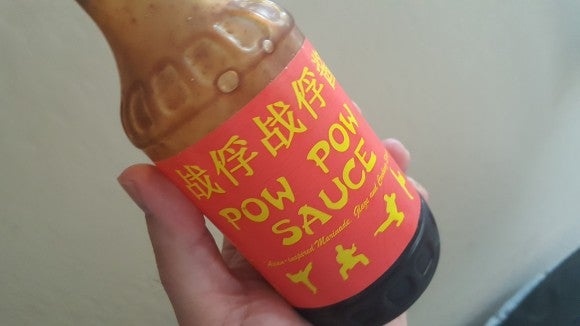 战俘战俘酱
POW POW
SAUCE
Asian-inspired Marinade, Glaze and